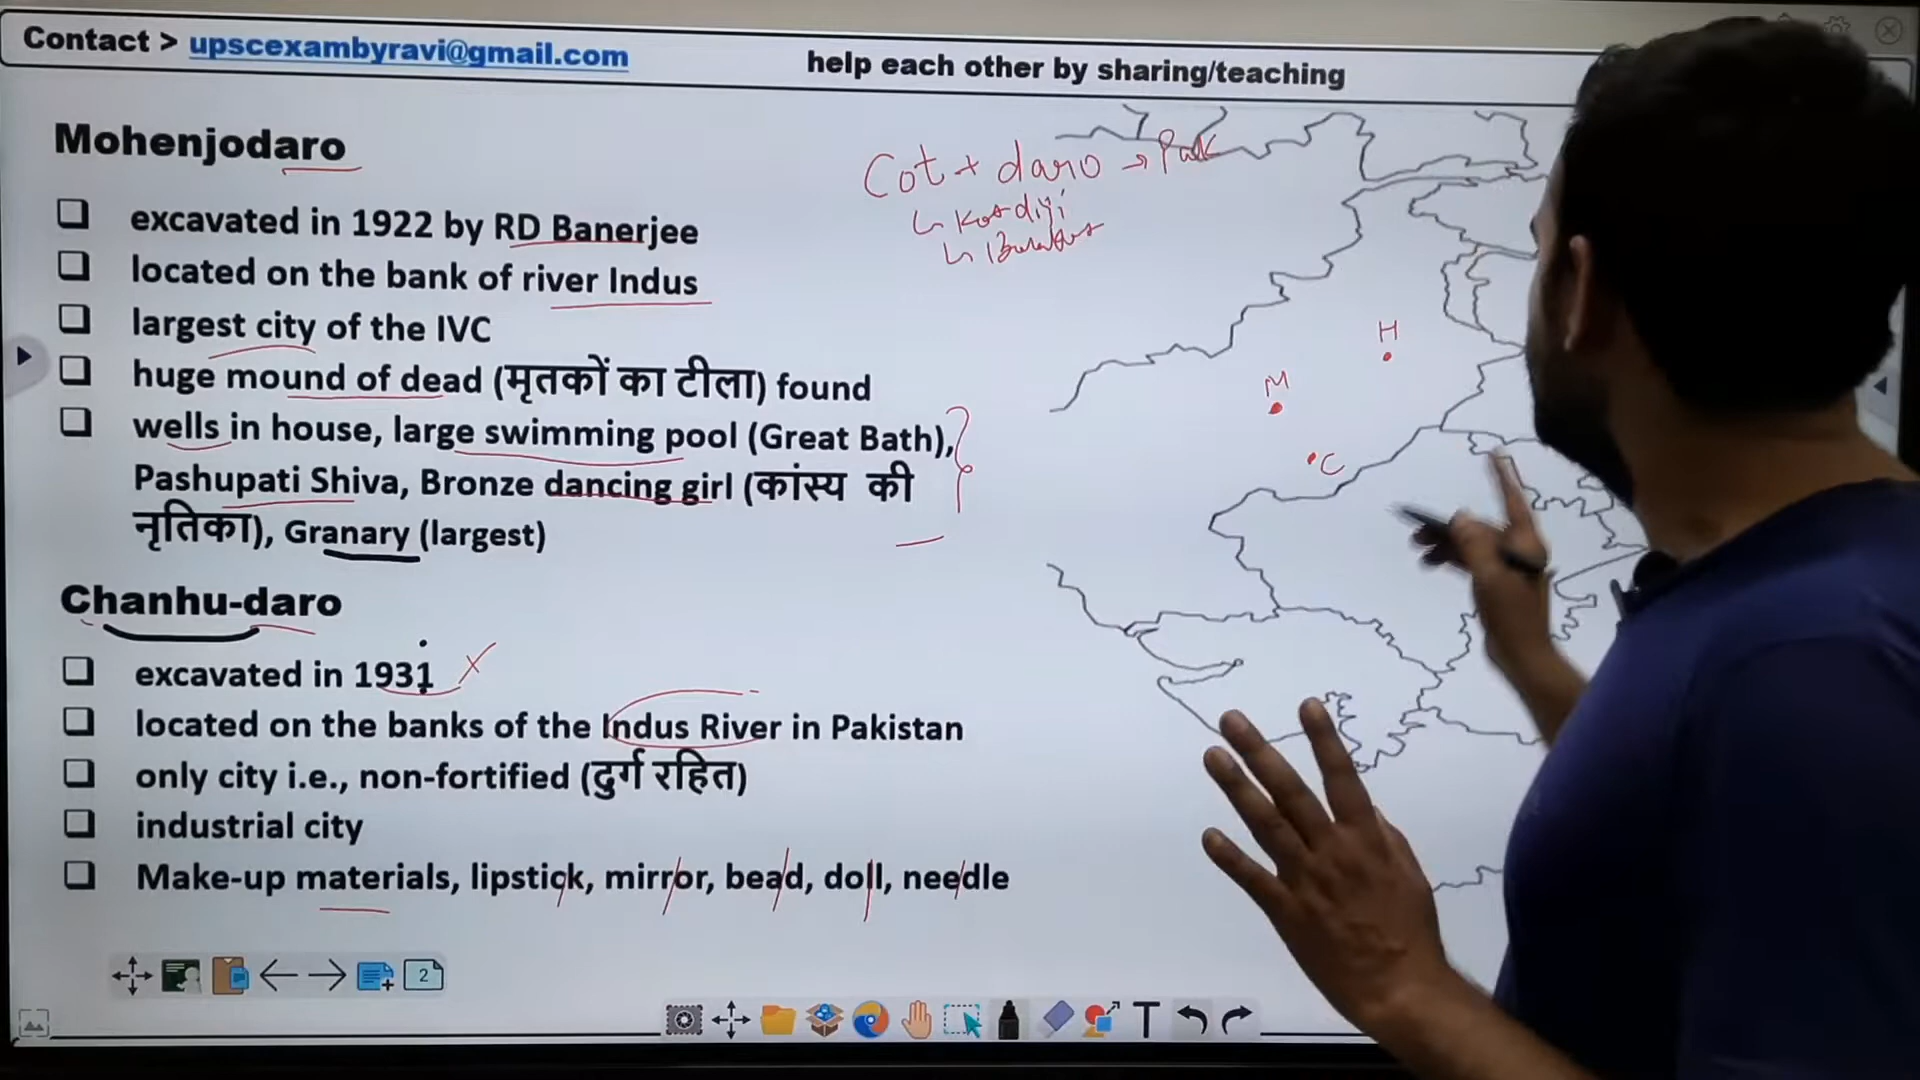 Contact > upscexambyravi@gmail.com
help each other by sharing/teaching
Mohenjodaro
Cot + daro → Pak
↳ Kot diji
❑ excavated in 1922 by RD Banerjee
❑ located on the bank of river Indus
❑ largest city of the IVC
❑ huge mound of dead (मृतकों का टीला) found
❑ wells in house, large swimming pool (Great Bath),
Pashupati Shiva, Bronze dancing girl (कांस्य की
नृतिका), Granary (largest)
H
M
C
Chanhu-daro
❑ excavated in 1931
❑ located on the banks of the Indus River in Pakistan
❑ only city i.e., non-fortified (दुर्ग रहित)
❑ industrial city
❑ Make-up materials, lipstick, mirror, bead, doll, needle
2
T